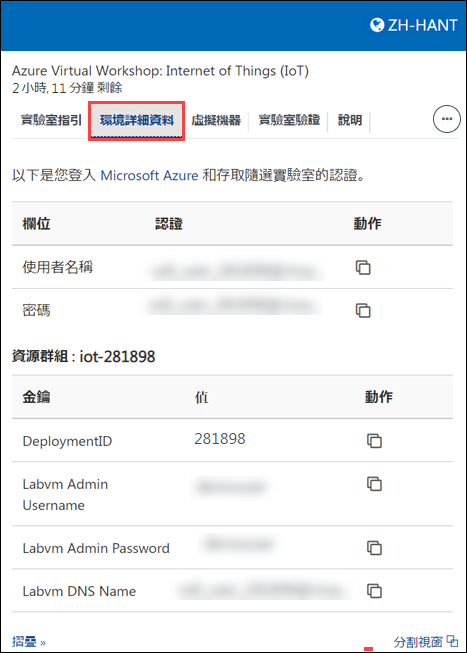 ZH-HANT
Azure Virtual Workshop: Internet of Things (IoT)
2 小時, 11 分鐘 剩餘
實驗室指引 環境詳細資料 虛擬機器 實驗室驗證 說明
以下是您登入 Microsoft Azure 和存取隨選實驗室的認證。
欄位 認證 動作
使用者名稱
密碼
資源群組 : iot-281898
金鑰 值 動作
DeploymentID 281898
Labvm Admin
Username
Labvm Admin Password
Labvm DNS Name
摺疊 » 分割視窗